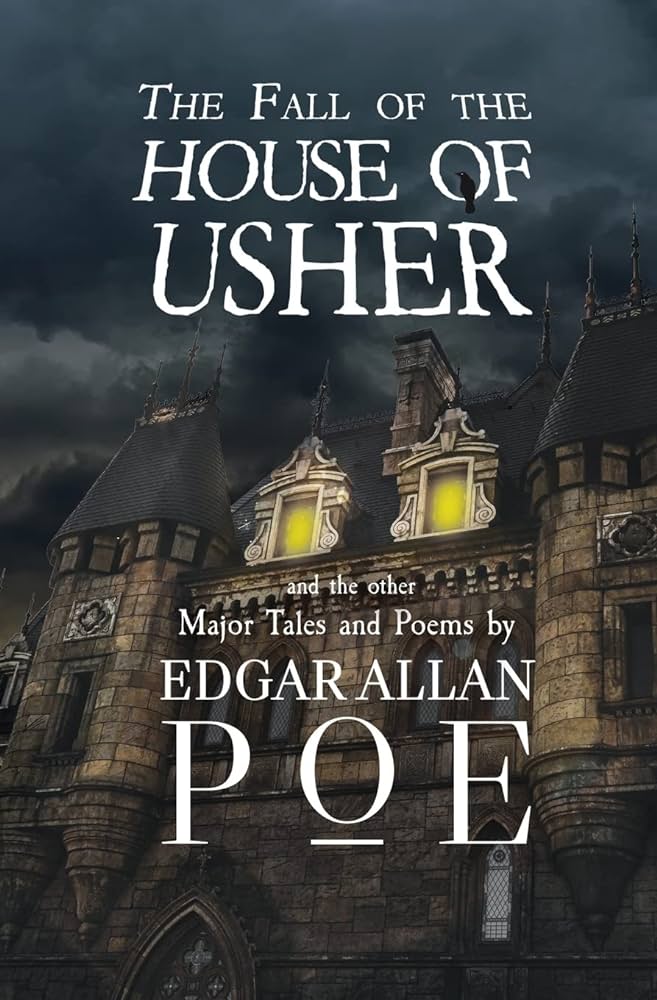 The Fall of the
HOUSE OF
USHER
and the other
Major Tales and Poems by
EDGAR ALLAN
POE